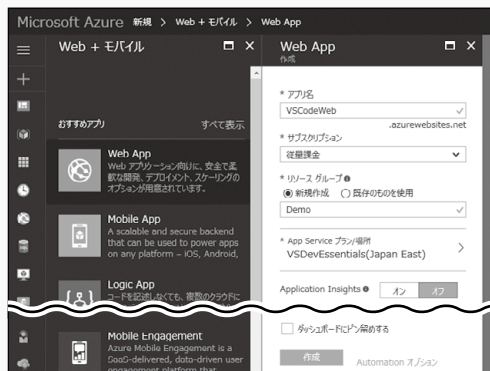 Microsoft Azure 新規 > Web + モバイル > Web App
Web + モバイル
おすすめアプリ
すべて表示
Web App
Web アプリケーション向けに、安全で柔
軟な開発、デプロイメント、スケーリングの
オプションが用意されています。
Mobile App
A scalable and secure backend
that can be used to power apps
on any platform – iOS, Android,
Logic App
コードを記述しなくても、複数のクラウドに
Mobile Engagement
Azure Mobile Engagement is a
SaaS-delivered, data-driven user
engagement platform that
Web App
作成
* アプリ名
VSCodeWeb
.azurewebsites.net
* サブスクリプション
従量課金
* リソース グループ
新規作成 既存のものを使用
Demo
* App Service プラン/場所
VSDevEssentials(Japan East)
Application Insights オン オフ
ダッシュボードにピン留めする
作成 Automation オプション